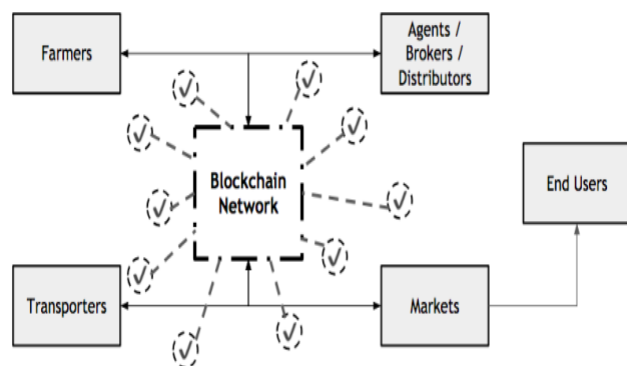 Farmers
Agents /
Brokers /
Distributors
Blockchain
Network
End Users
Transporters
Markets